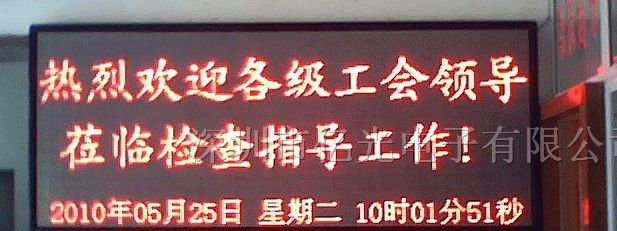 热烈欢迎各级工会领导
莅临检查指导工作!
2010年05月25日 星期二 10时01分51秒